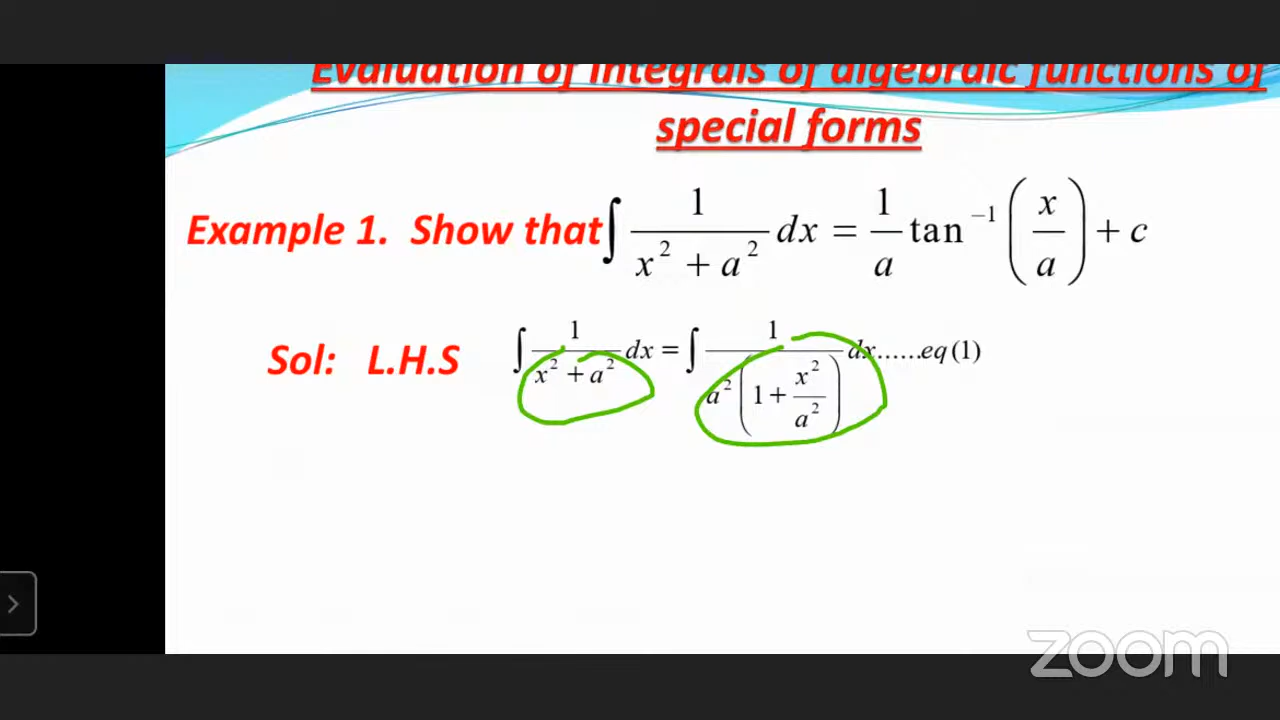 Evaluation of integrals of algebraic functions of
special forms
Example 1. Show that ∫ 1/(x² + a²) dx = 1/a tan⁻¹ (x/a) + c
Sol: L.H.S ∫ 1/(x² + a²) dx = ∫ 1/(a² (1 + x²/a²)) dx......eq(1)
zoom